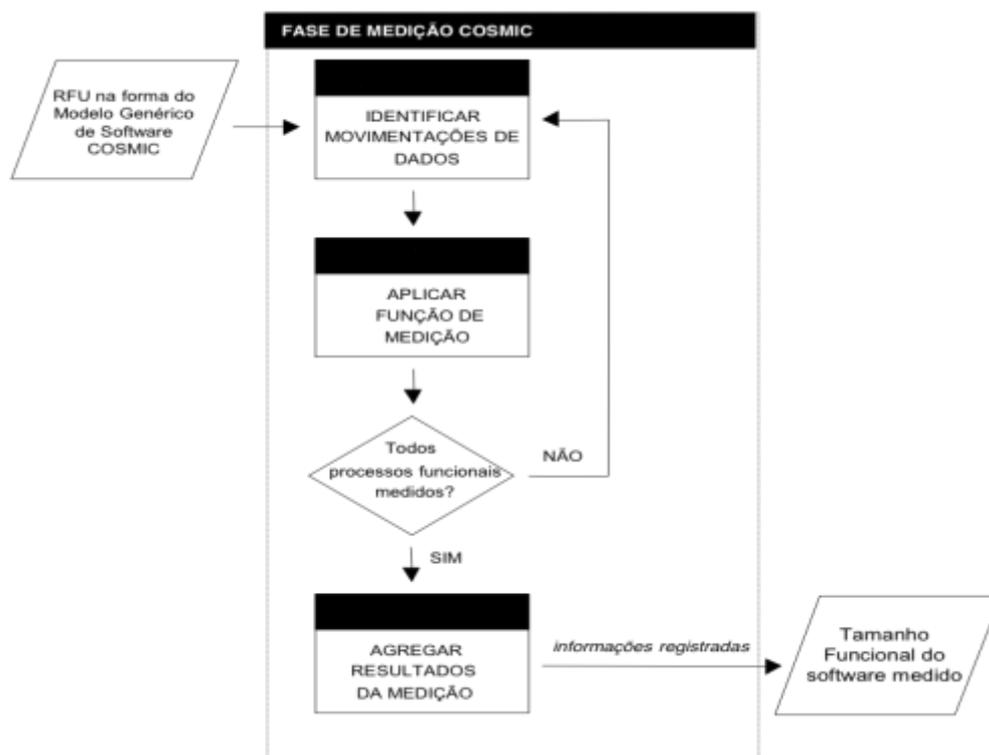 FASE DE MEDIÇÃO COSMIC
RFU na forma do
Modelo Genérico
de Software
COSMIC
IDENTIFICAR
MOVIMENTAÇÕES DE
DADOS
APLICAR
FUNÇÃO DE
MEDIÇÃO
Todos
processos funcionais
medidos?
NÃO
SIM
AGREGAR
RESULTADOS
DA MEDIÇÃO
informações registradas
Tamanho
Funcional do
software medido